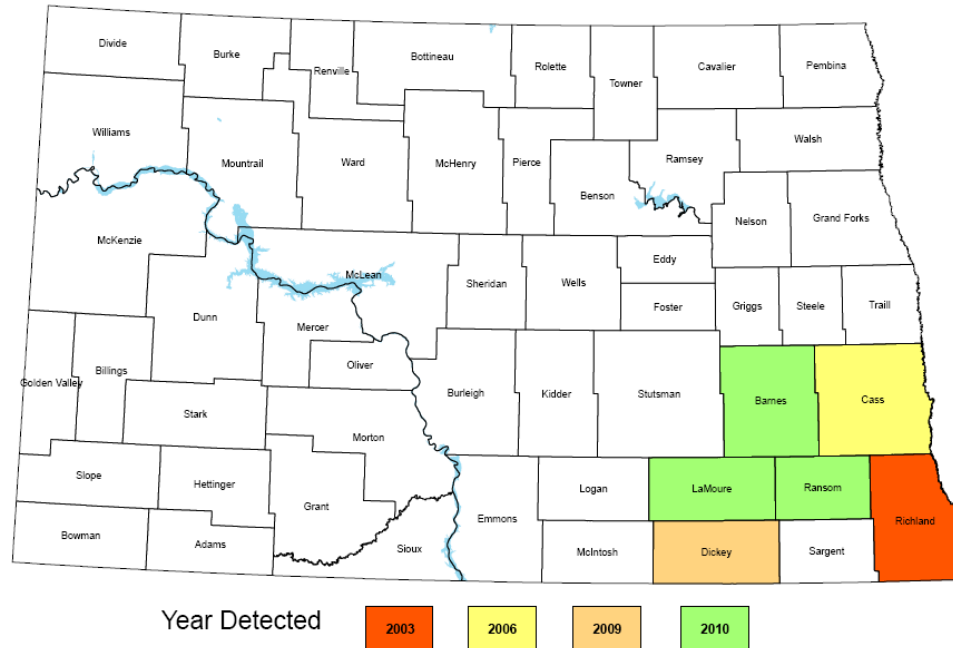 Divide
Burke
Renville
Bottineau
Rolette
Towner
Cavalier
Pembina
Williams
Mountrail
Ward
McHenry
Pierce
Benson
Ramsey
Walsh
Nelson
Grand Forks
McKenzie
McLean
Sheridan
Wells
Eddy
Foster
Griggs
Steele
Traill
Dunn
Mercer
Oliver
Golden Valley
Billings
Stark
Morton
Burleigh
Kidder
Stutsman
Barnes
Cass
Slope
Hettinger
Grant
Bowman
Adams
Sioux
Emmons
Logan
McIntosh
LaMoure
Ransom
Richland
Dickey
Sargent
Year Detected 2003 2006 2009 2010